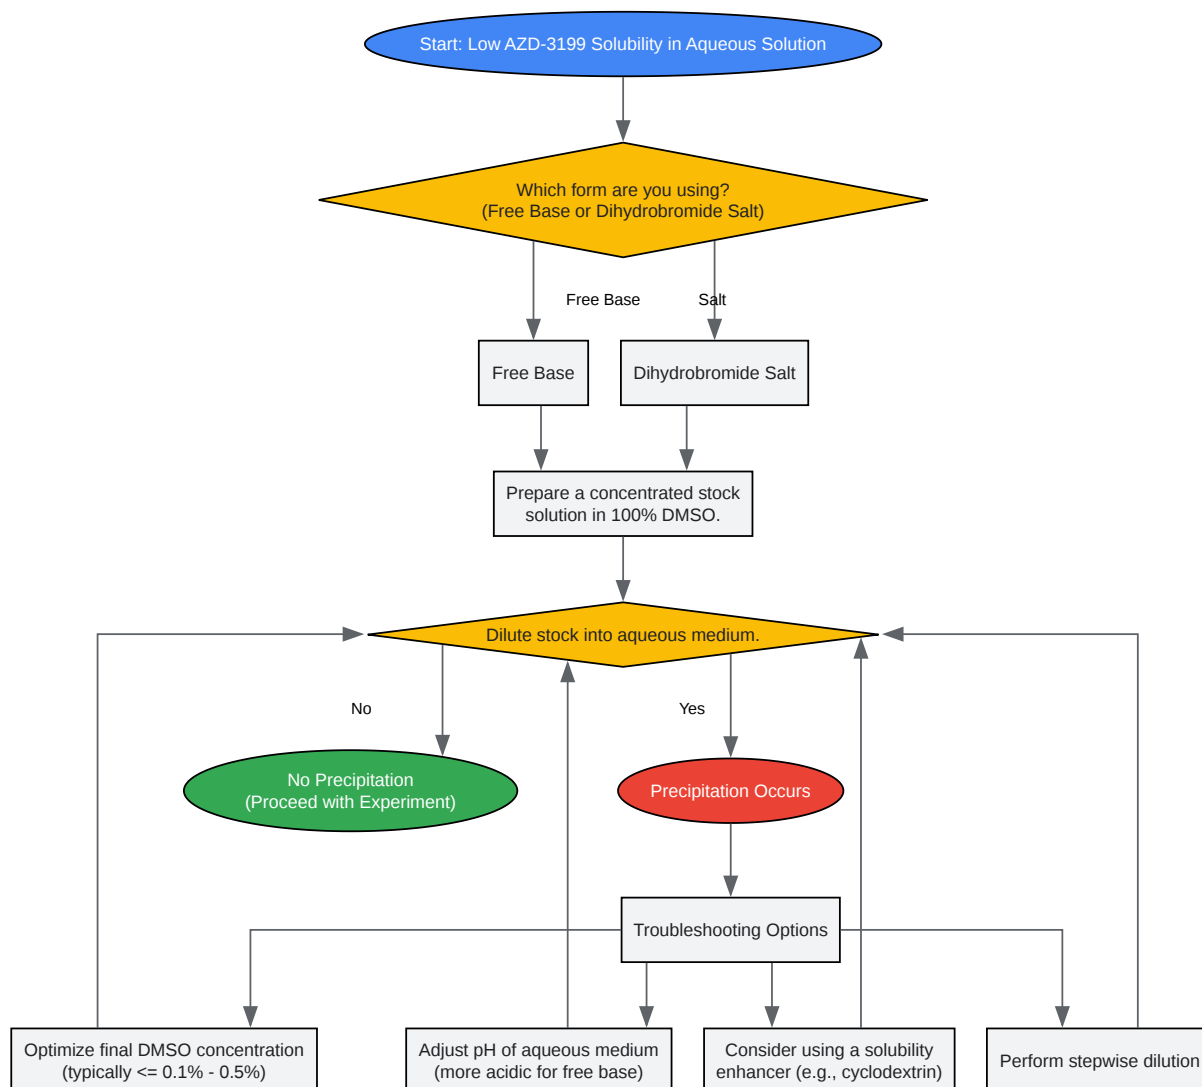 Start: Low AZD-3199 Solubility in Aqueous Solution
Which form are you using?
(Free Base or Dihydrobromide Salt)
Free Base
Salt
Free Base
Dihydrobromide Salt
Prepare a concentrated stock
solution in 100% DMSO.
Dilute stock into aqueous medium.
No
Yes
No Precipitation
(Proceed with Experiment)
Precipitation Occurs
Troubleshooting Options
Optimize final DMSO concentration
(typically <= 0.1% - 0.5%)
Adjust pH of aqueous medium
(more acidic for free base)
Consider using a solubility
enhancer (e.g., cyclodextrin)
Perform stepwise dilution